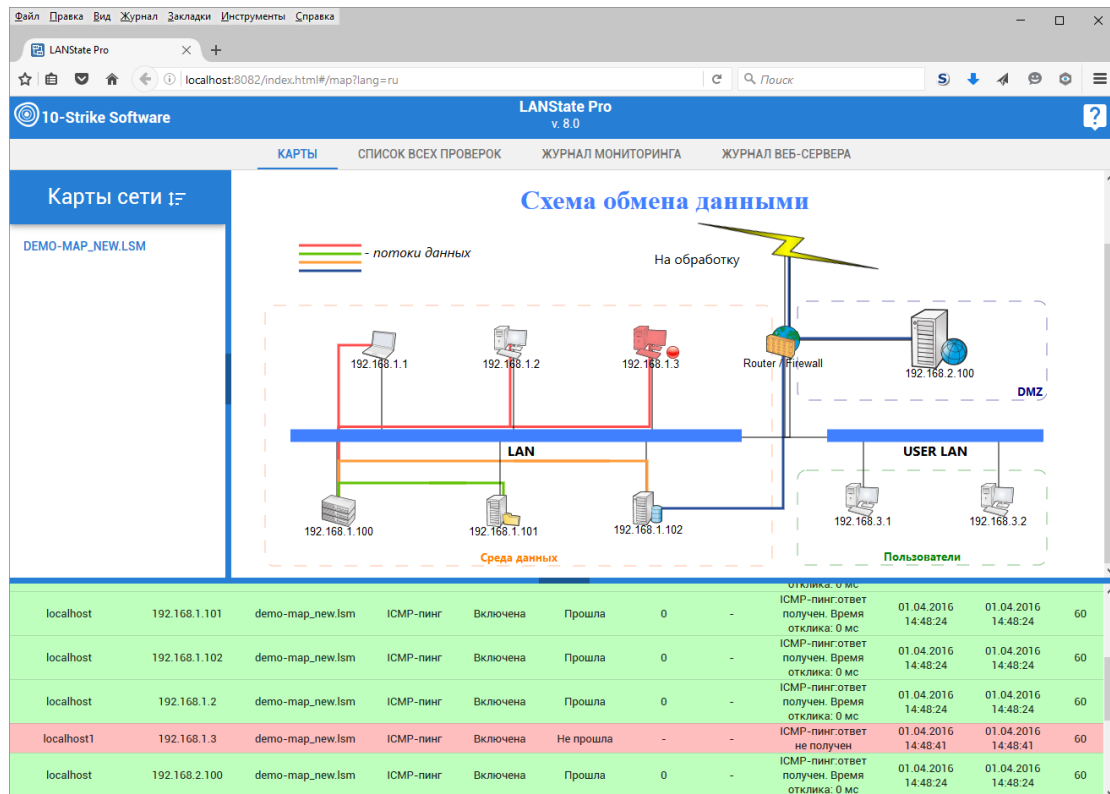 Файл Правка Вид Журнал Закладки Инструменты Справка
LANState Pro
localhost:8082/index.html#/map?lang=ru
Поиск
10-Strike Software
LANState Pro
v. 8.0
КАРТЫ СПИСОК ВСЕХ ПРОВЕРОК ЖУРНАЛ МОНИТОРИНГА ЖУРНАЛ ВЕБ-СЕРВЕРА
Карты сети
DEMO-MAP_NEW.LSM
Схема обмена данными
- потоки данных
На обработку
192.168.1.1
192.168.1.2
192.168.1.3
Router / Firewall
192.168.2.100
DMZ
LAN
USER LAN
192.168.1.100
192.168.1.101
192.168.1.102
192.168.3.1
192.168.3.2
Среда данных
Пользователи
отклика: 0 мс
localhost 192.168.1.101 demo-map_new.lsm ICMP-пинг Включена Прошла 0 - ICMP-пинг:ответ получен. Время отклика: 0 мс 01.04.2016 14:48:24 01.04.2016 14:48:24 60
localhost 192.168.1.102 demo-map_new.lsm ICMP-пинг Включена Прошла 0 - ICMP-пинг:ответ получен. Время отклика: 0 мс 01.04.2016 14:48:24 01.04.2016 14:48:24 60
localhost 192.168.1.2 demo-map_new.lsm ICMP-пинг Включена Прошла 0 - ICMP-пинг:ответ получен. Время отклика: 0 мс 01.04.2016 14:48:24 01.04.2016 14:48:24 60
localhost1 192.168.1.3 demo-map_new.lsm ICMP-пинг Включена Не прошла - - ICMP-пинг:ответ не получен 01.04.2016 14:48:41 01.04.2016 14:48:41 60
localhost 192.168.2.100 demo-map_new.lsm ICMP-пинг Включена Прошла 0 - ICMP-пинг:ответ получен. Время отклика: 0 мс 01.04.2016 14:48:24 01.04.2016 14:48:24 60